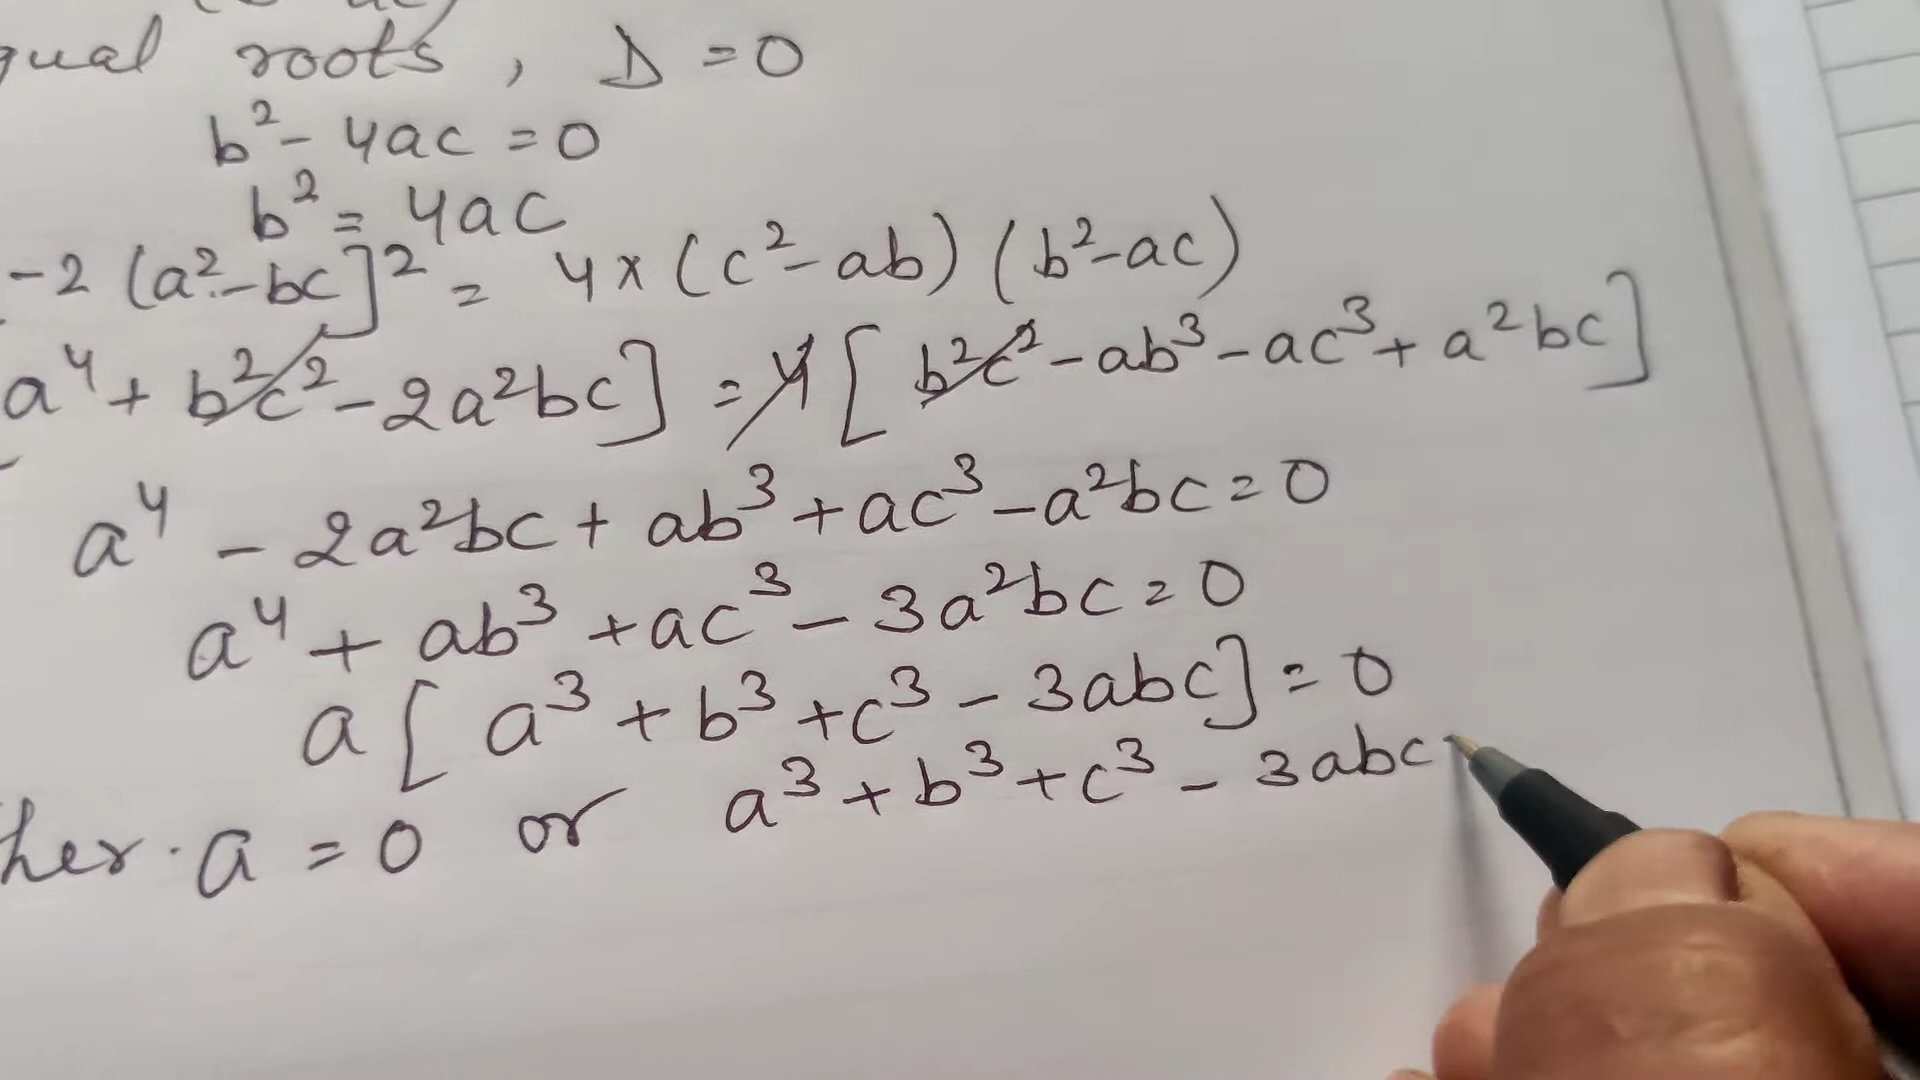 qual roots, D = 0
b² - 4ac = 0
b² = 4ac
-2 (a² - bc]² = 4 × (c² - ab) (b² - ac)
a⁴ + b²c² - 2a²bc] = 4 [b²c² - ab³ - ac³ + a²bc]
a⁴ - 2a²bc + ab³ + ac³ - a²bc = 0
a⁴ + ab³ + ac³ - 3a²bc = 0
a [a³ + b³ + c³ - 3abc] = 0
her. a = 0 or a³ + b³ + c³ - 3abc